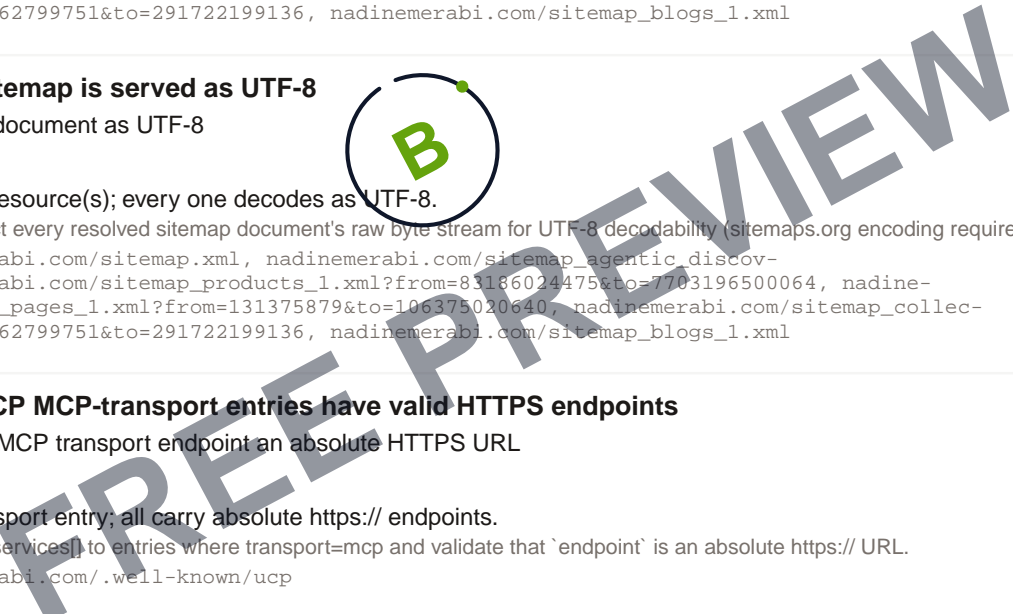 62799751&to=291722199136, nadinemerabi.com/sitemap_blogs_1.xml
temap is served as UTF-8
document as UTF-8
B
esource(s); every one decodes as UTF-8.
t every resolved sitemap document's raw byte stream for UTF-8 decodability (sitemaps.org encoding require
abi.com/sitemap.xml, nadinemerabi.com/sitemap_agentic_discov-
abi.com/sitemap_products_1.xml?from=83186024475&to=7703196500064, nadine-
_pages_1.xml?from=131375879&to=106375020640, nadinemerabi.com/sitemap_collec-
62799751&to=291722199136, nadinemerabi.com/sitemap_blogs_1.xml
CP MCP-transport entries have valid HTTPS endpoints
MCP transport endpoint an absolute HTTPS URL
sport entry; all carry absolute https:// endpoints.
services[] to entries where transport=mcp and validate that `endpoint` is an absolute https:// URL.
abi.com/.well-known/ucp
FREE PREVIEW